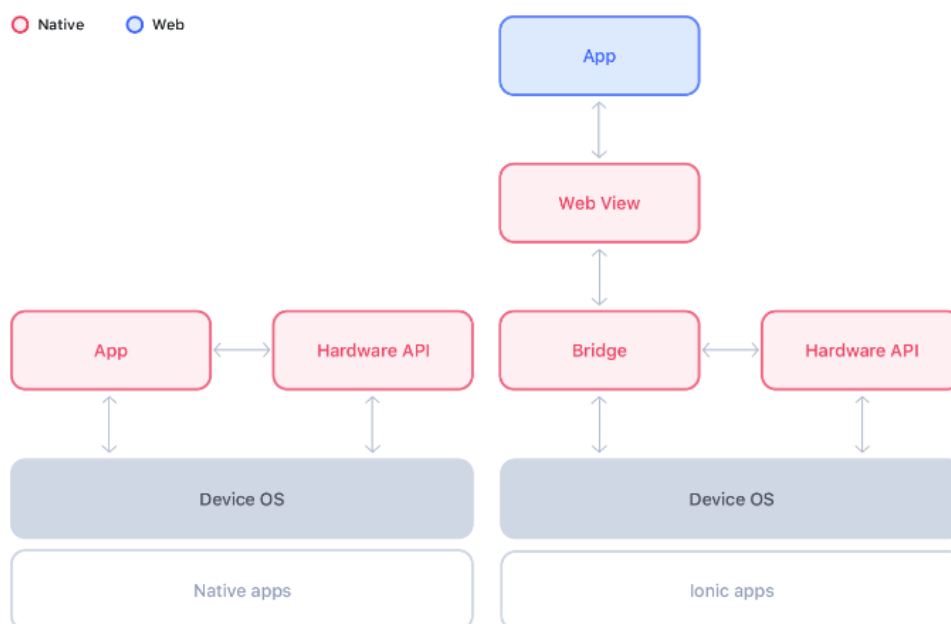 Native
Web
App
Web View
App
Hardware API
Bridge
Hardware API
Device OS
Device OS
Native apps
Ionic apps